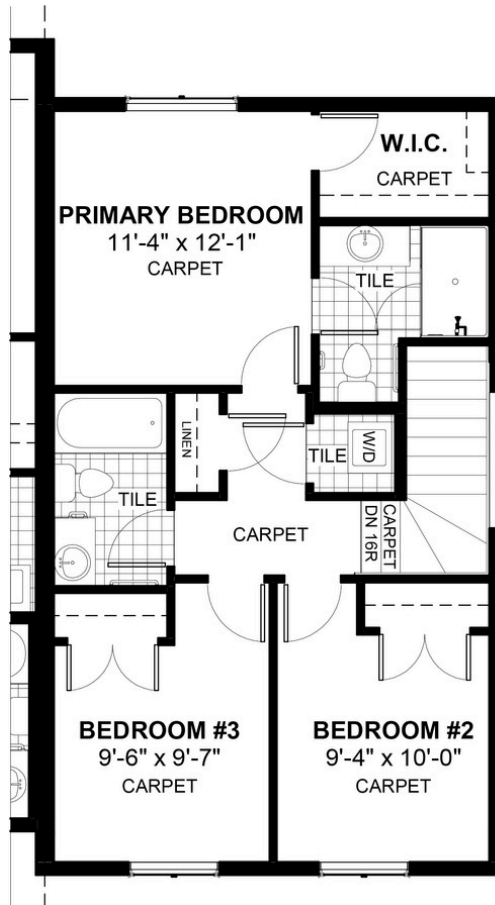 W.I.C.
CARPET
PRIMARY BEDROOM
11'-4" x 12'-1"
CARPET
TILE
LINEN
TILE
W/D
TILE
CARPET
CARPET
DN 16R
BEDROOM #3
9'-6" x 9'-7"
CARPET
BEDROOM #2
9'-4" x 10'-0"
CARPET